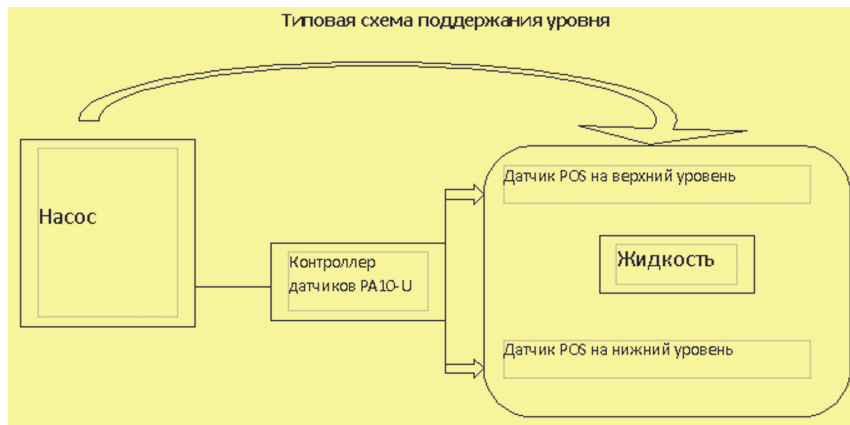 Типовая схема поддержания уровня
Датчик POS на верхний уровень
Насос
Контроллер
датчиков PA10-U
Жидкость
Датчик POS на нижний уровень